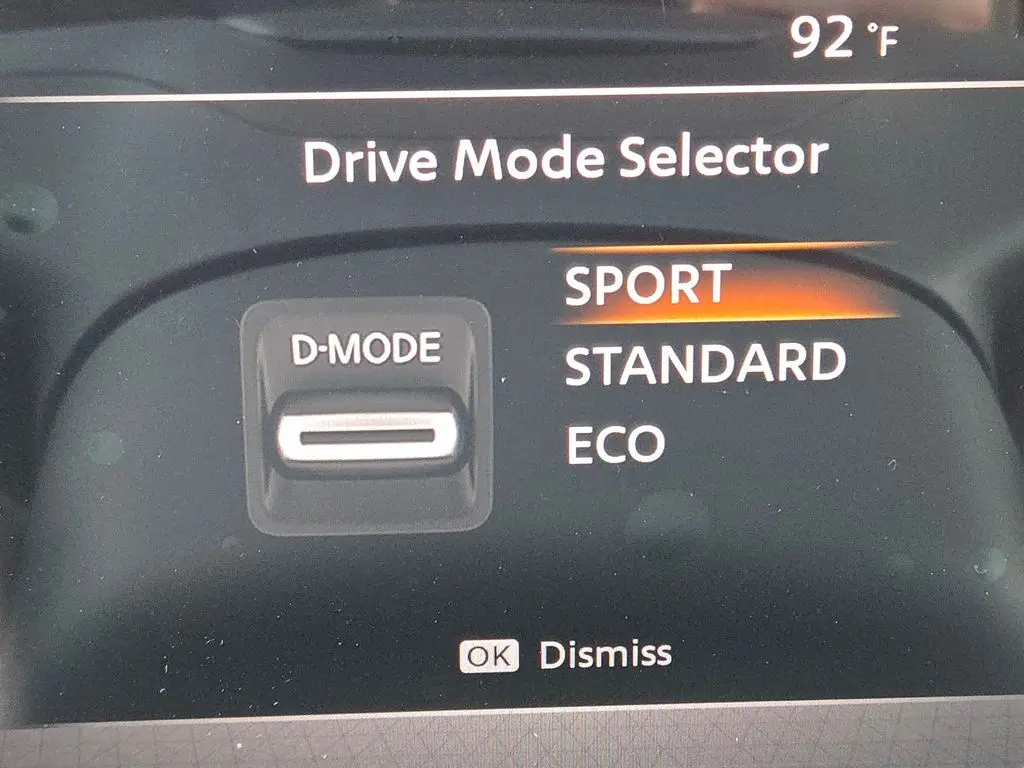 92 °F
Drive Mode Selector
SPORT
D-MODE
STANDARD
ECO
OK Dismiss